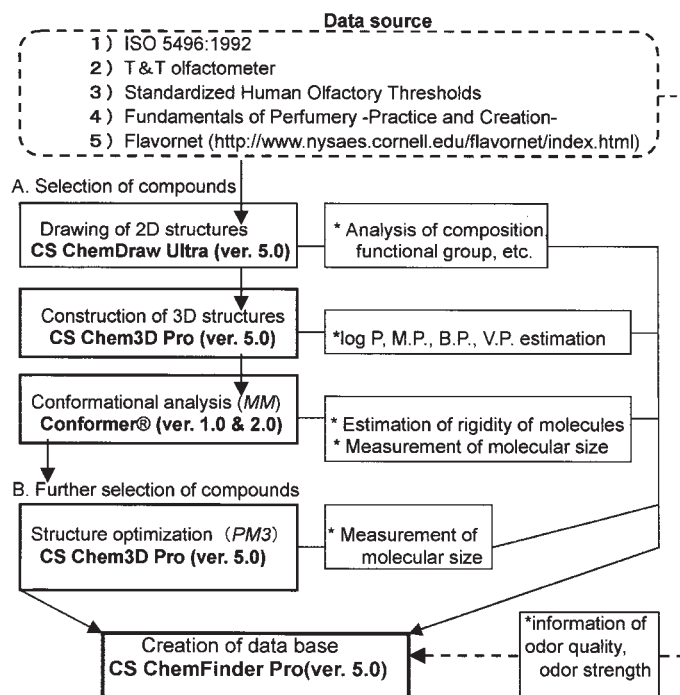 Data source
1) ISO 5496:1992
2) T&T olfactometer
3) Standardized Human Olfactory Thresholds
4) Fundamentals of Perfumery -Practice and Creation-
5) Flavornet (http://www.nysaes.cornell.edu/flavornet/index.html)
A. Selection of compounds
Drawing of 2D structures
CS ChemDraw Ultra (ver. 5.0)
* Analysis of composition,
functional group, etc.
Construction of 3D structures
CS Chem3D Pro (ver. 5.0)
*log P, M.P., B.P., V.P. estimation
Conformational analysis (MM)
Conformer® (ver. 1.0 & 2.0)
* Estimation of rigidity of molecules
* Measurement of molecular size
B. Further selection of compounds
Structure optimization (PM3)
CS Chem3D Pro (ver. 5.0)
* Measurement of
molecular size
Creation of data base
CS ChemFinder Pro(ver. 5.0)
*information of
odor quality,
odor strength